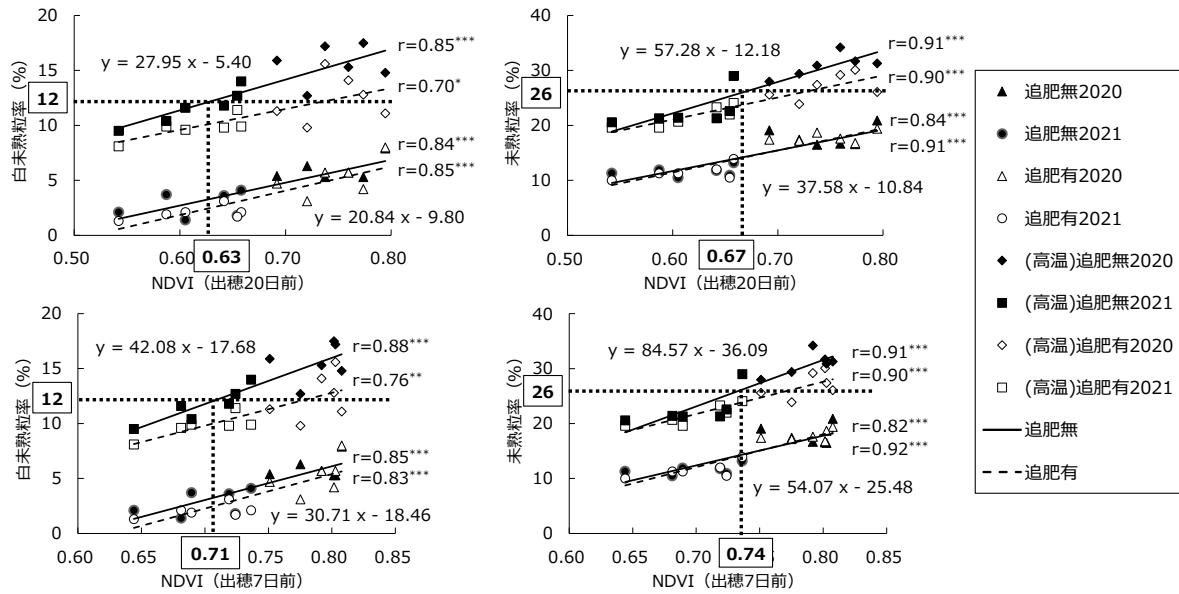 20
15
10
5
0
12
白未熟粒率（%）
y = 27.95 x - 5.40
r=0.85***
r=0.70*
r=0.84***
r=0.85***
y = 20.84 x - 9.80
0.63
0.50 0.60 0.70 0.80
NDVI（出穂20日前）
40
30
20
10
0
26
未熟粒率（%）
y = 57.28 x - 12.18
r=0.91***
r=0.90***
r=0.84***
r=0.91***
y = 37.58 x - 10.84
0.67
0.50 0.60 0.70 0.80
NDVI（出穂20日前）
20
15
10
5
0
12
白未熟粒率（%）
y = 42.08 x - 17.68
r=0.88***
r=0.76**
r=0.85***
r=0.83***
y = 30.71 x - 18.46
0.71
0.60 0.65 0.70 0.75 0.80 0.85
NDVI（出穂7日前）
40
30
20
10
0
26
未熟粒率（%）
y = 84.57 x - 36.09
r=0.91***
r=0.90***
r=0.82***
r=0.92***
y = 54.07 x - 25.48
0.74
0.60 0.65 0.70 0.75 0.80 0.85
NDVI（出穂7日前）
追肥無2020
追肥無2021
追肥有2020
追肥有2021
(高温)追肥無2020
(高温)追肥無2021
(高温)追肥有2020
(高温)追肥有2021
追肥無
追肥有